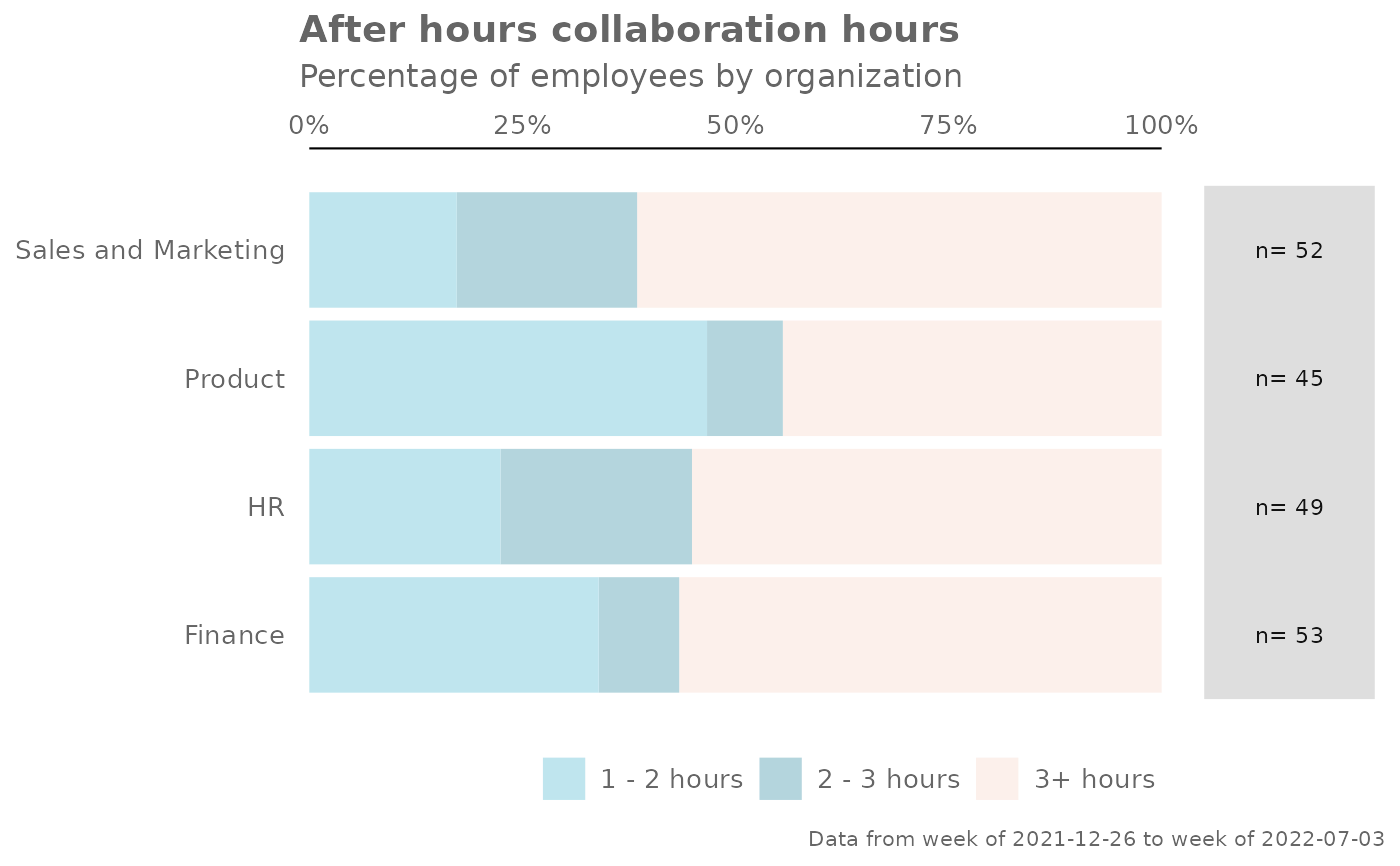 After hours collaboration hours
Percentage of employees by organization
0% 25% 50% 75% 100%
Sales and Marketing n= 52
Product n= 45
HR n= 49
Finance n= 53
1 - 2 hours 2 - 3 hours 3+ hours
Data from week of 2021-12-26 to week of 2022-07-03